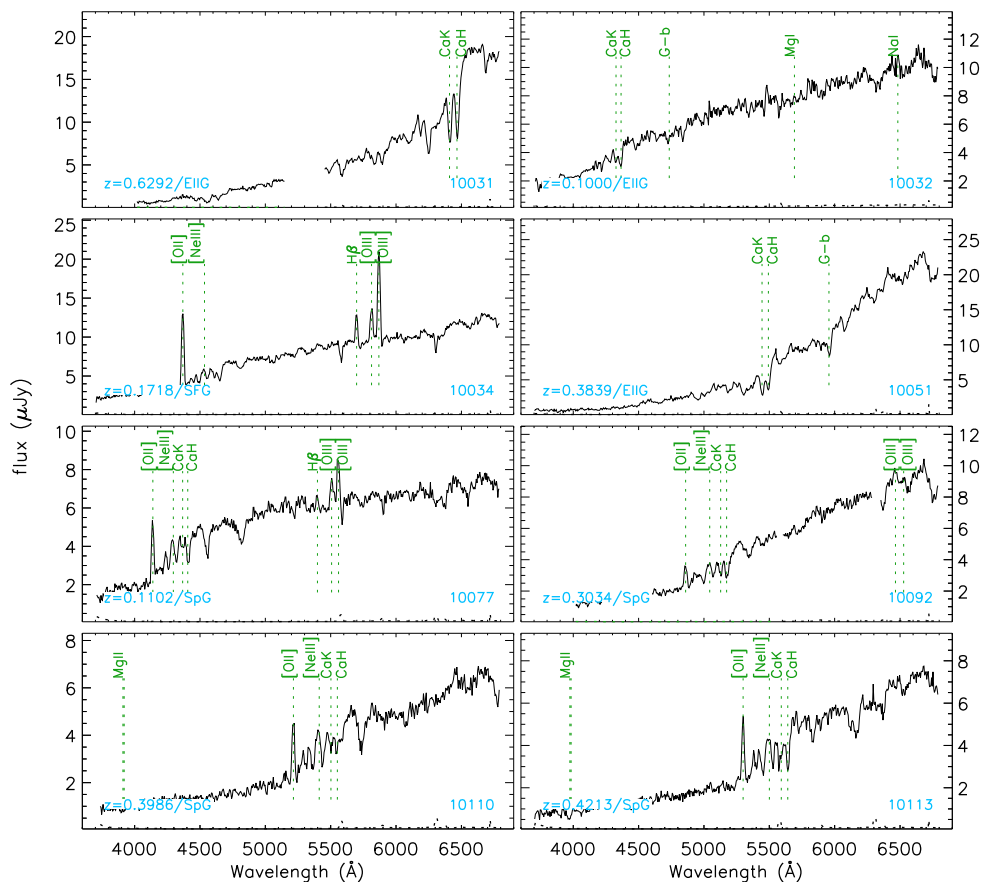 20
15
10
5
CaK
CaH
z=0.6292/EllG
10031
CaK
CaH
G-b
MgI
NaI
z=0.1000/EllG
10032
12
10
8
6
4
2
25
20
15
10
5
[OII]
[NeIII]
Hβ
[OIII]
[OIII]
z=0.1718/SFG
10034
CaK
CaH
G-b
z=0.3839/EllG
10051
25
20
15
10
5
flux (μJy)
10
8
6
4
2
[OII]
[NeIII]
CaK
CaH
Hβ
[OIII]
[OIII]
z=0.1102/SpG
10077
[OII]
[NeIII]
CaK
CaH
[OIII]
[OIII]
z=0.3034/SpG
10092
12
10
8
6
4
2
8
6
4
2
MgII
[OII]
[NeIII]
CaK
CaH
z=0.3986/SpG
10110
MgII
[OII]
[NeIII]
CaK
CaH
z=0.4213/SpG
10113
8
6
4
2
4000 4500 5000 5500 6000 6500
4000 4500 5000 5500 6000 6500
Wavelength (Å)
Wavelength (Å)